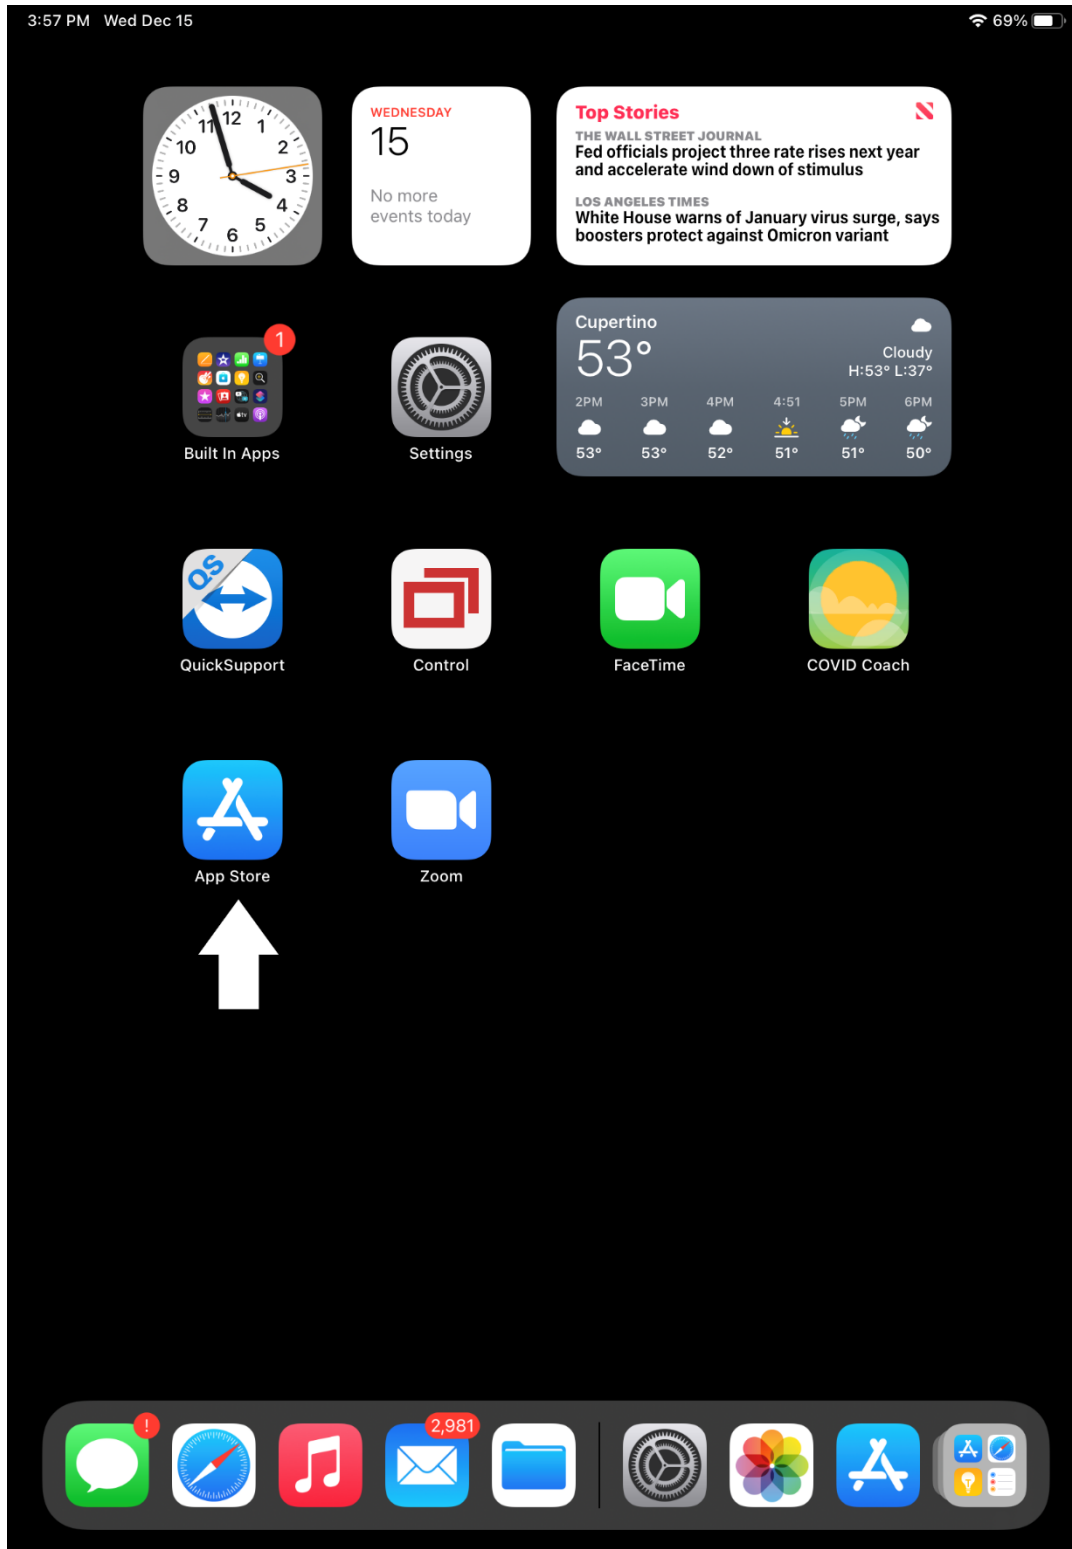 3:57 PM Wed Dec 15
69%
12
1
2
3
4
5
6
7
8
9
10
11
WEDNESDAY
15
No more
events today
Top Stories
THE WALL STREET JOURNAL
Fed officials project three rate rises next year
and accelerate wind down of stimulus
LOS ANGELES TIMES
White House warns of January virus surge, says
boosters protect against Omicron variant
1
Built In Apps
Settings
Cupertino
53°
Cloudy
H:53° L:37°
2PM 3PM 4PM 4:51 5PM 6PM
53° 53° 52° 51° 51° 50°
QS
QuickSupport
Control
FaceTime
COVID Coach
App Store
Zoom
!
2,981